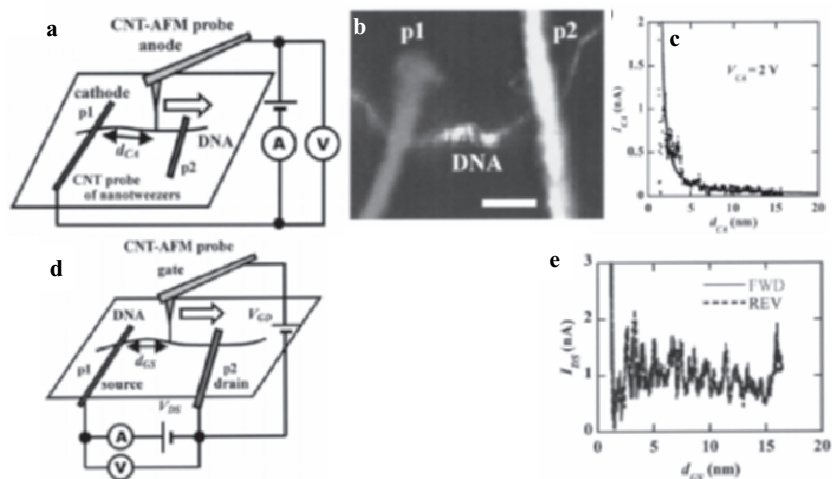 a
CNT-AFM probe
anode
cathode
p1
d_CA
DNA
p2
CNT probe
of nanotweezers
A
V
b
p1
p2
DNA
c
V_CA = 2 V
I_CA (nA)
2
1.5
1
0.5
0
0 5 10 15 20
d_CA (nm)
d
CNT-AFM probe
gate
DNA
V_GD
d_GS
p1
source
p2
drain
V_DS
A
V
e
FWD
REV
I_DS (nA)
3
2
1
0
0 5 10 15 20
d_GS (nm)